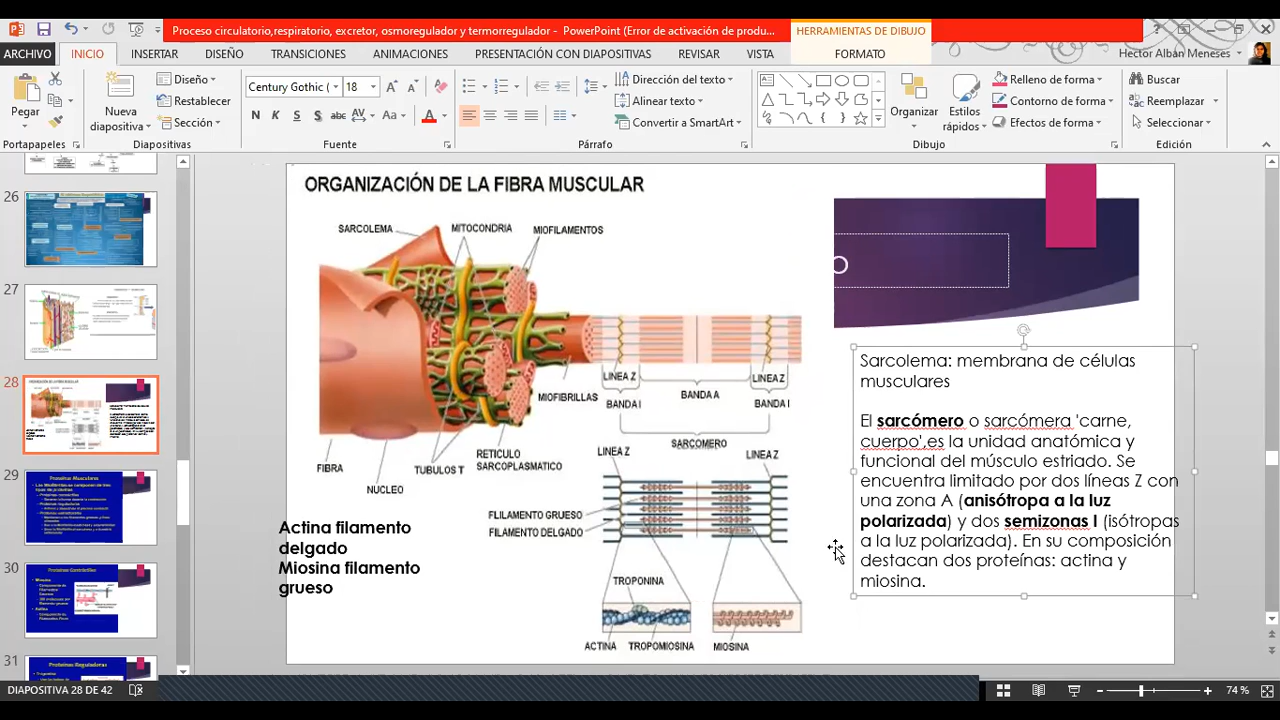 Proceso circulatorio,respiratorio, excretor, osmoregulador y termorregulador - PowerPoint (Error de activación de produ...
HERRAMIENTAS DE DIBUJO
ARCHIVO INICIO INSERTAR DISEÑO TRANSICIONES ANIMACIONES PRESENTACIÓN CON DIAPOSITIVAS REVISAR VISTA FORMATO
Hector Albán Meneses
Pegar
Nueva
diapositiva
Diseño
Restablecer
Sección
Century Gothic (
18
N K S S abc AV Aa A
Dirección del texto
Alinear texto
Convertir a SmartArt
Organizar
Estilos
rápidos
Relleno de forma
Contorno de forma
Efectos de forma
Buscar
Reemplazar
Seleccionar
Portapapeles
Diapositivas
Fuente
Párrafo
Dibujo
Edición
26
27
28
29
Proteínas Musculares
30
Proteínas Contráctiles
31
Proteínas Reguladoras
ORGANIZACIÓN DE LA FIBRA MUSCULAR
SARCOLEMA
MITOCONDRIA
MIOFILAMENTOS
LINEA Z
LINEA Z
BANDA A
BANDA I
BANDA I
MIOFIBRILLAS
SARCOMERO
FIBRA
NUCLEO
TUBULOS T
RETICULO
SARCOPLASMATICO
LINEA Z
LINEA Z
FLILAMENTO GRUESO
FILAMENTO DELGADO
TROPONINA
ACTINA
TROPOMIOSINA
MIOSINA
Actina filamento
delgado
Miosina filamento
grueso
O
Sarcolema: membrana de células
musculares
El sarcómero o sarcómera 'carne,
cuerpo',es la unidad anatómica y
funcional del músculo estriado. Se
encuentra limitado por dos líneas Z con
una zona A (anisótropa a la luz
polarizada) y dos semizonas I (isótropas
a la luz polarizada). En su composición
destacan dos proteínas: actina y
miosina.
DIAPOSITIVA 28 DE 42
74 %